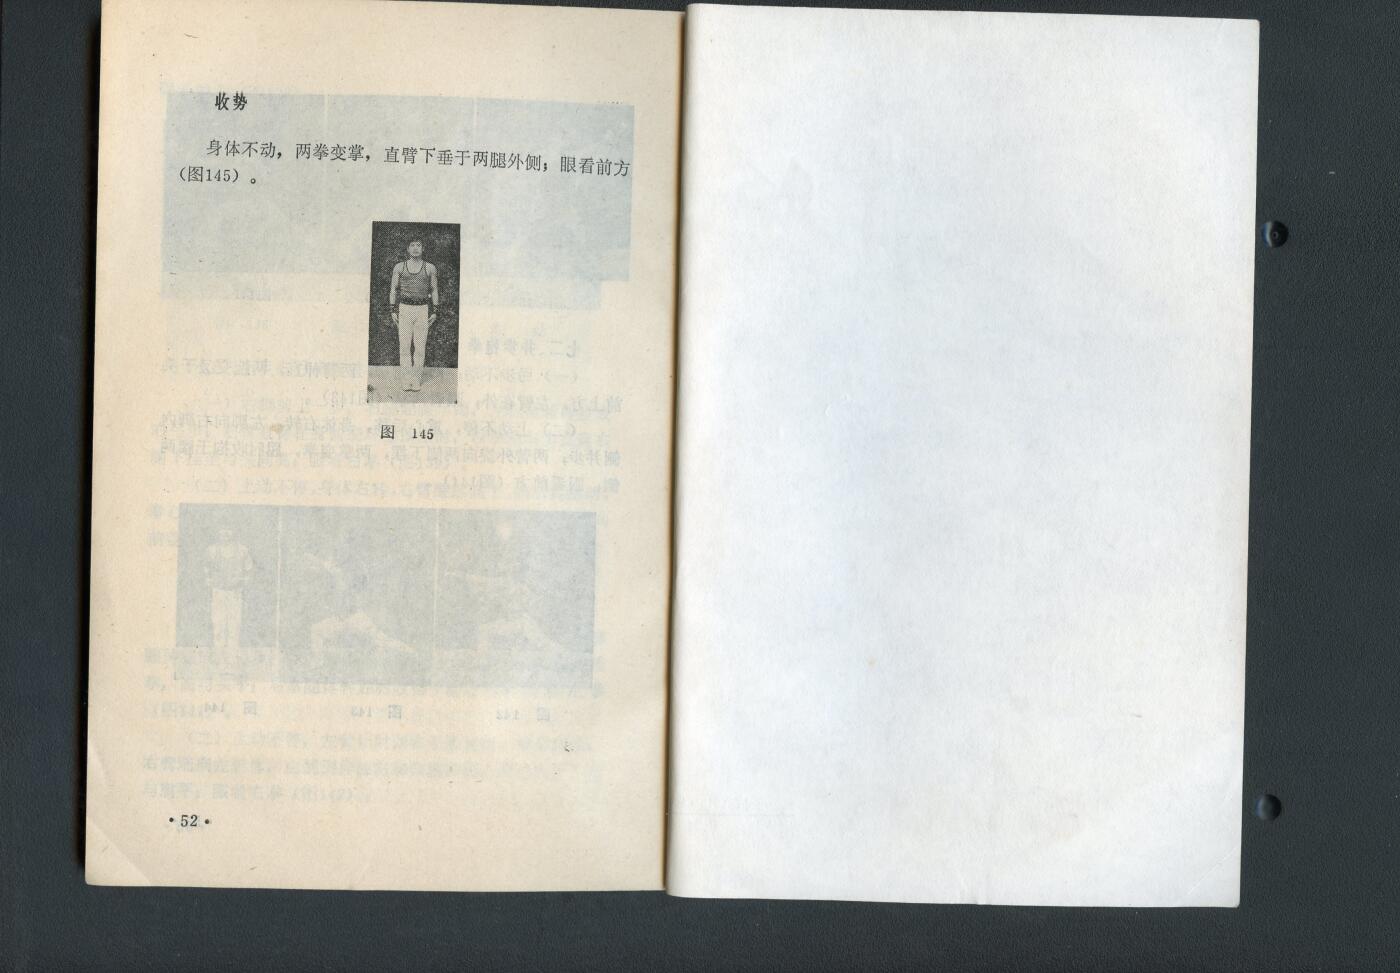 收势
身体不动，两拳变掌，直臂下垂于两腿外侧；眼看前方
（图145）。
图 145
·52·